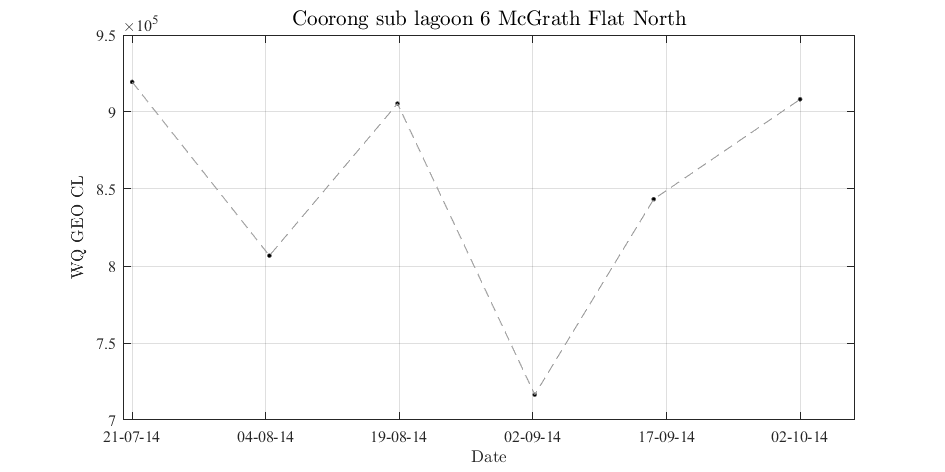 Coorong sub lagoon 6 McGrath Flat North
×10⁵
9.5
9
8.5
8
7.5
7
WQ GEO CL
21-07-14 04-08-14 19-08-14 02-09-14 17-09-14 02-10-14
Date